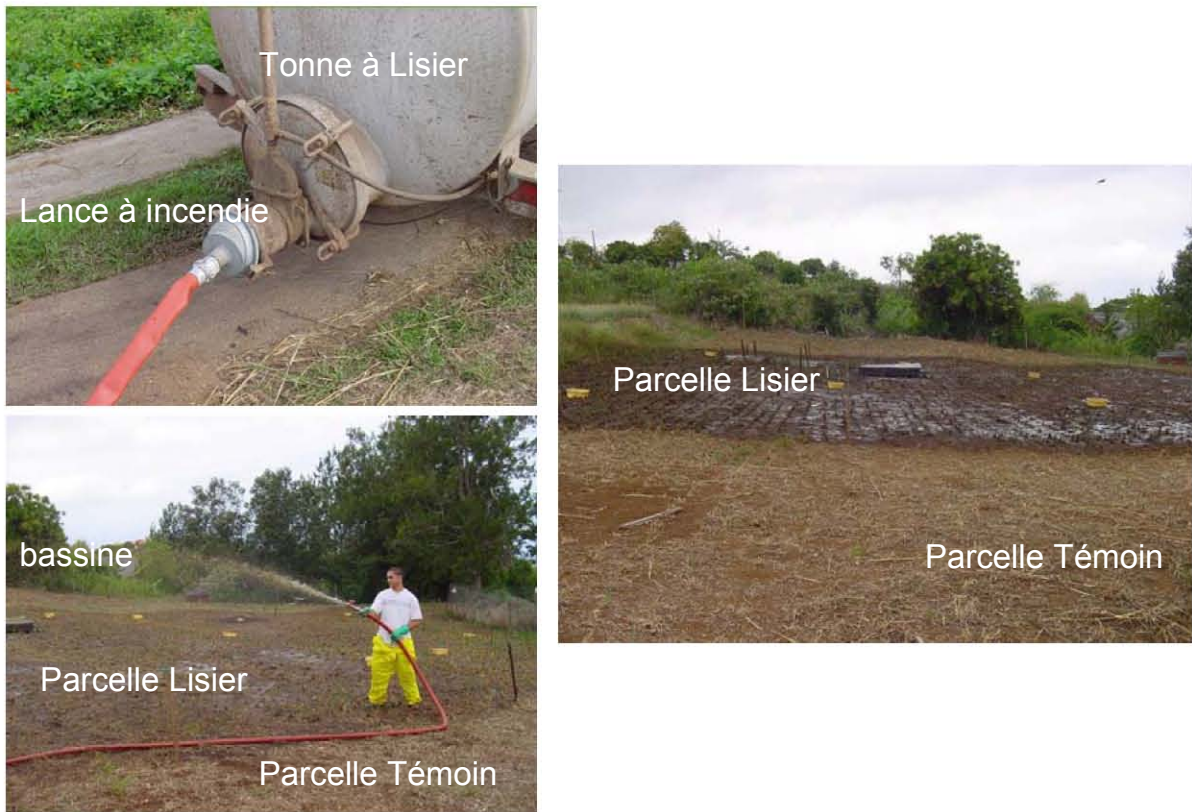 Tonne à Lisier
Lance à incendie
bassine
Parcelle Lisier
Parcelle Témoin
Parcelle Lisier
Parcelle Témoin